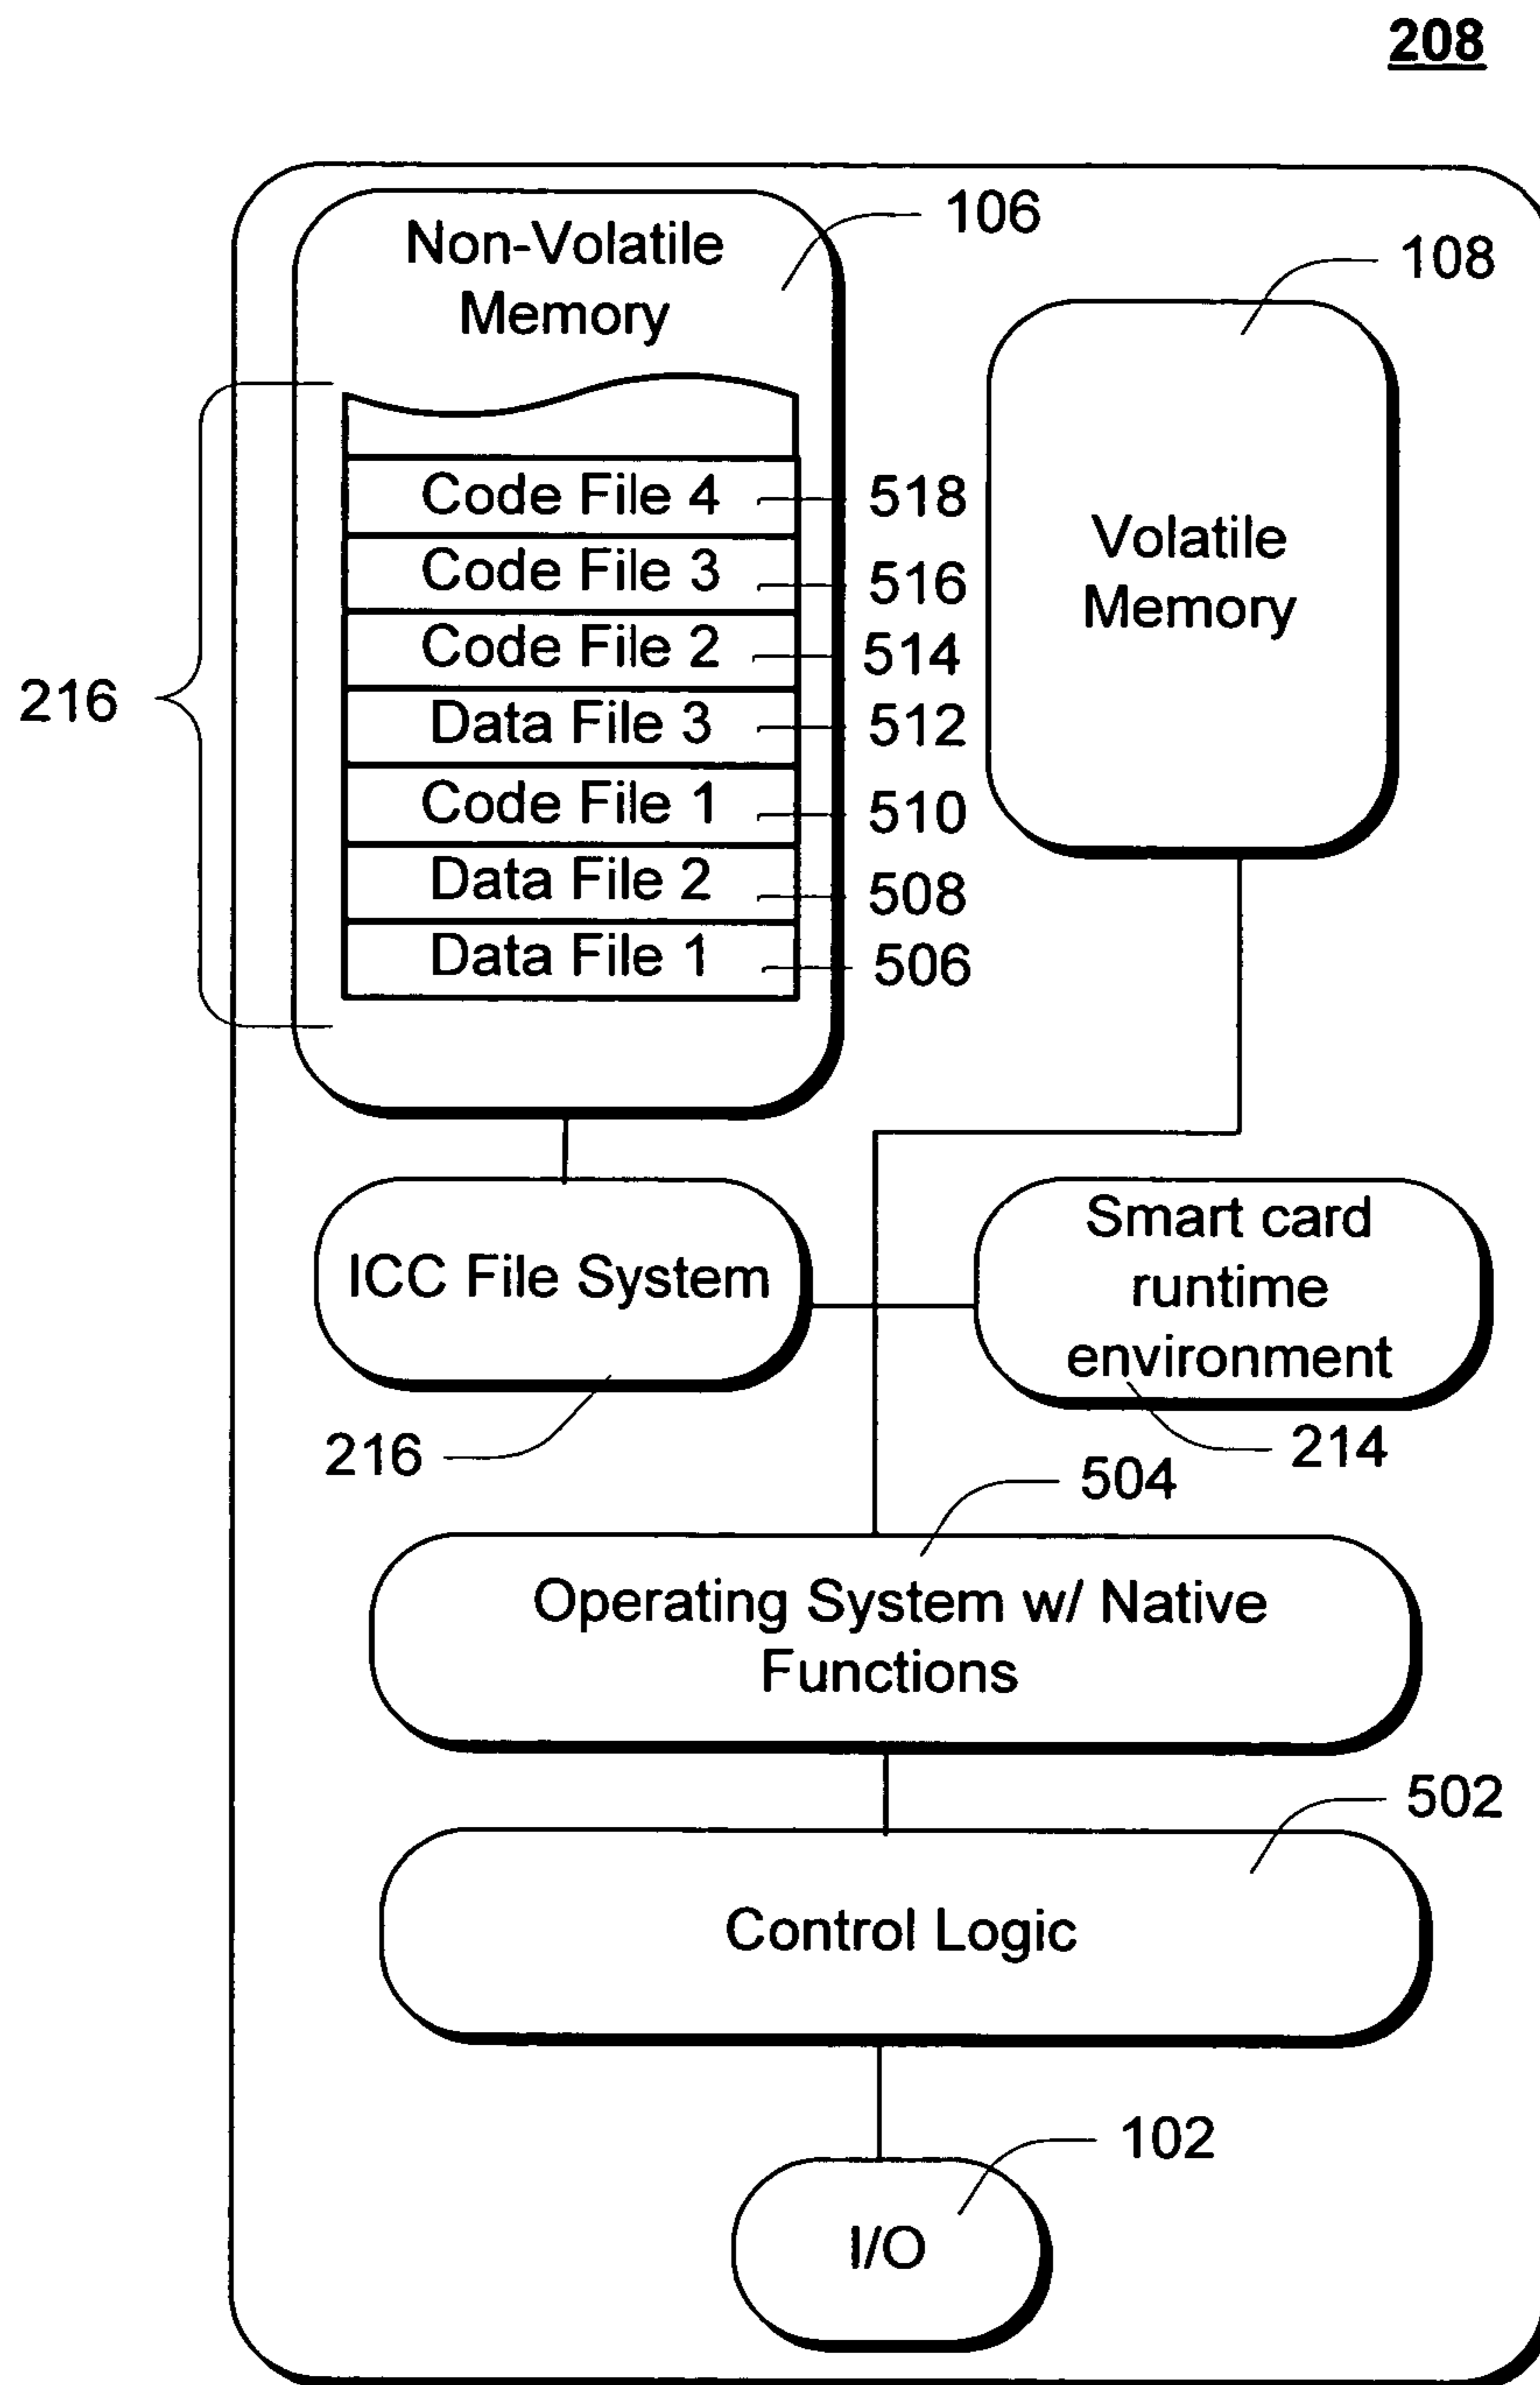 208
Non-Volatile
Memory
106
108
Code File 4
518
Code File 3
516
Code File 2
514
Data File 3
512
Code File 1
510
Data File 2
508
Data File 1
506
216
Volatile
Memory
ICC File System
216
Smart card
runtime
environment
214
504
Operating System w/ Native
Functions
502
Control Logic
102
I/O